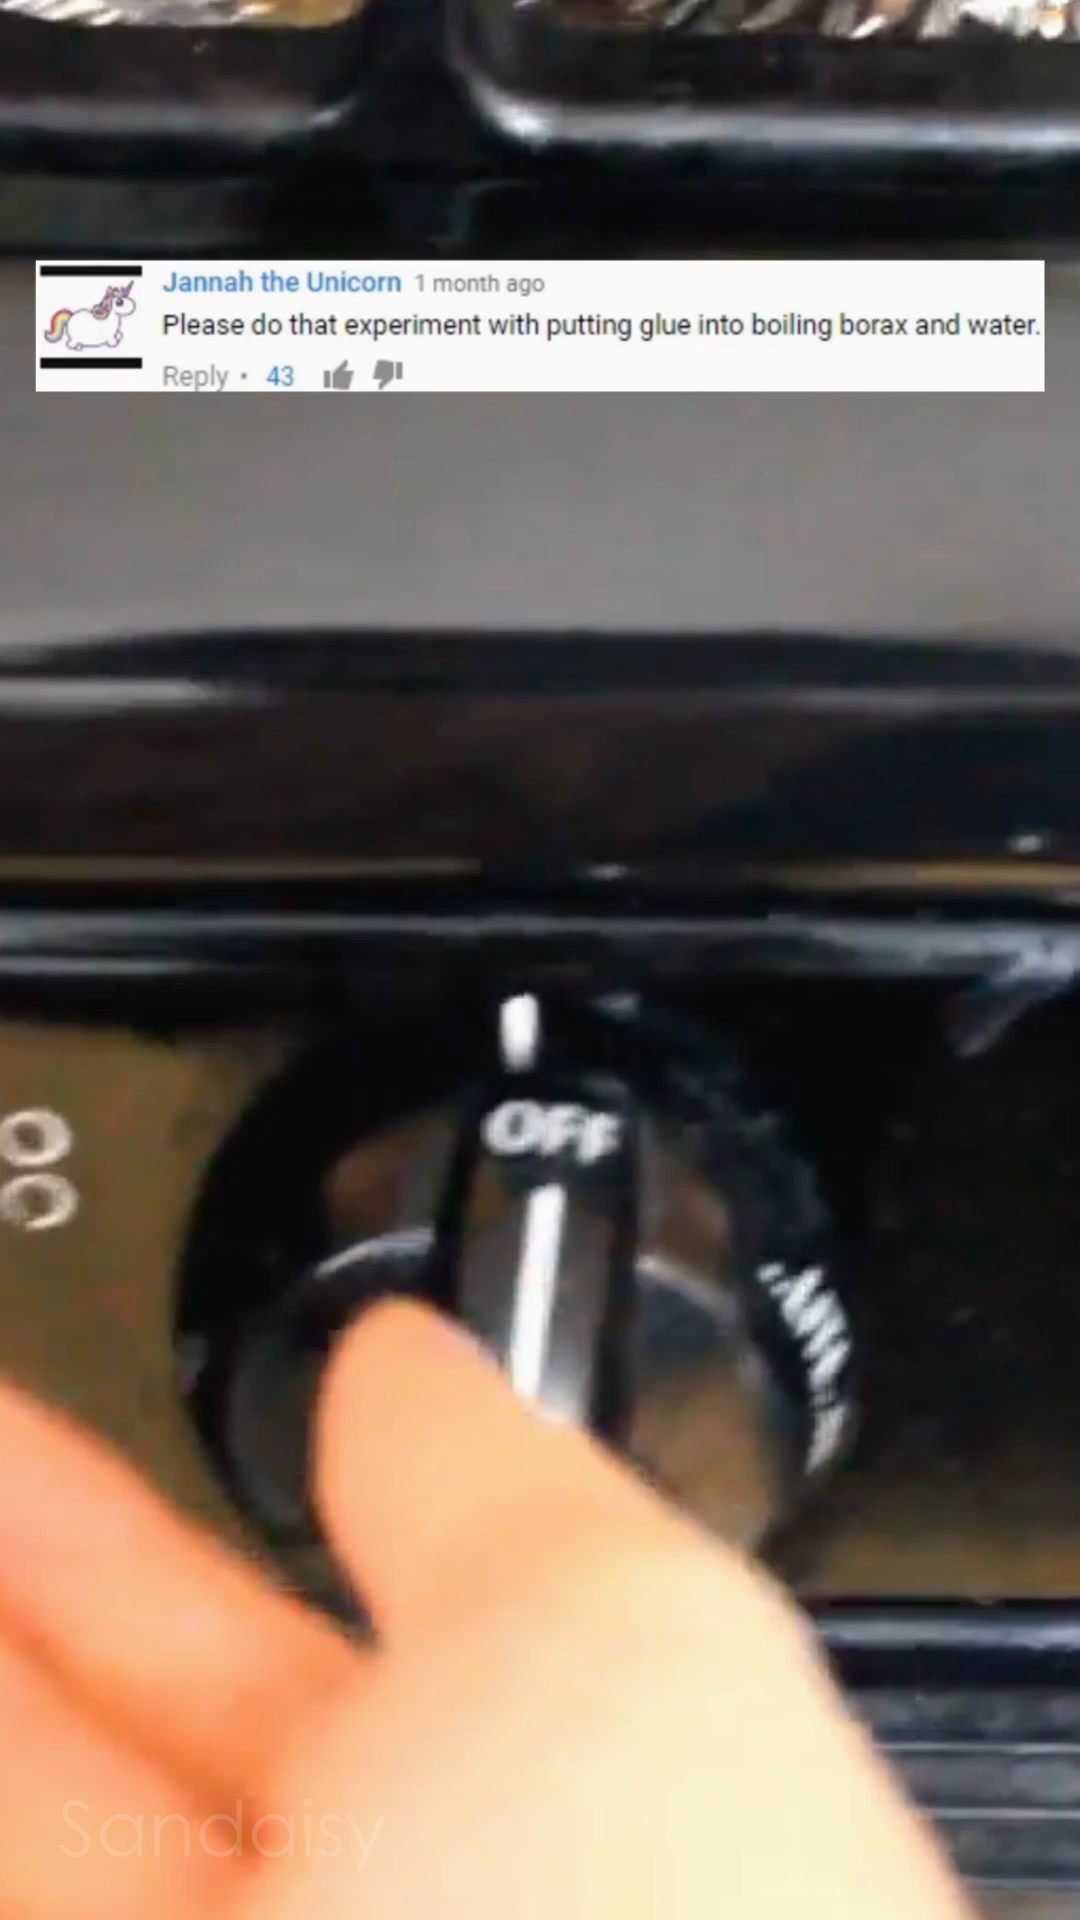 Jannah the Unicorn 1 month ago
Please do that experiment with putting glue into boiling borax and water.
Reply • 43
OFF
Sandaisy